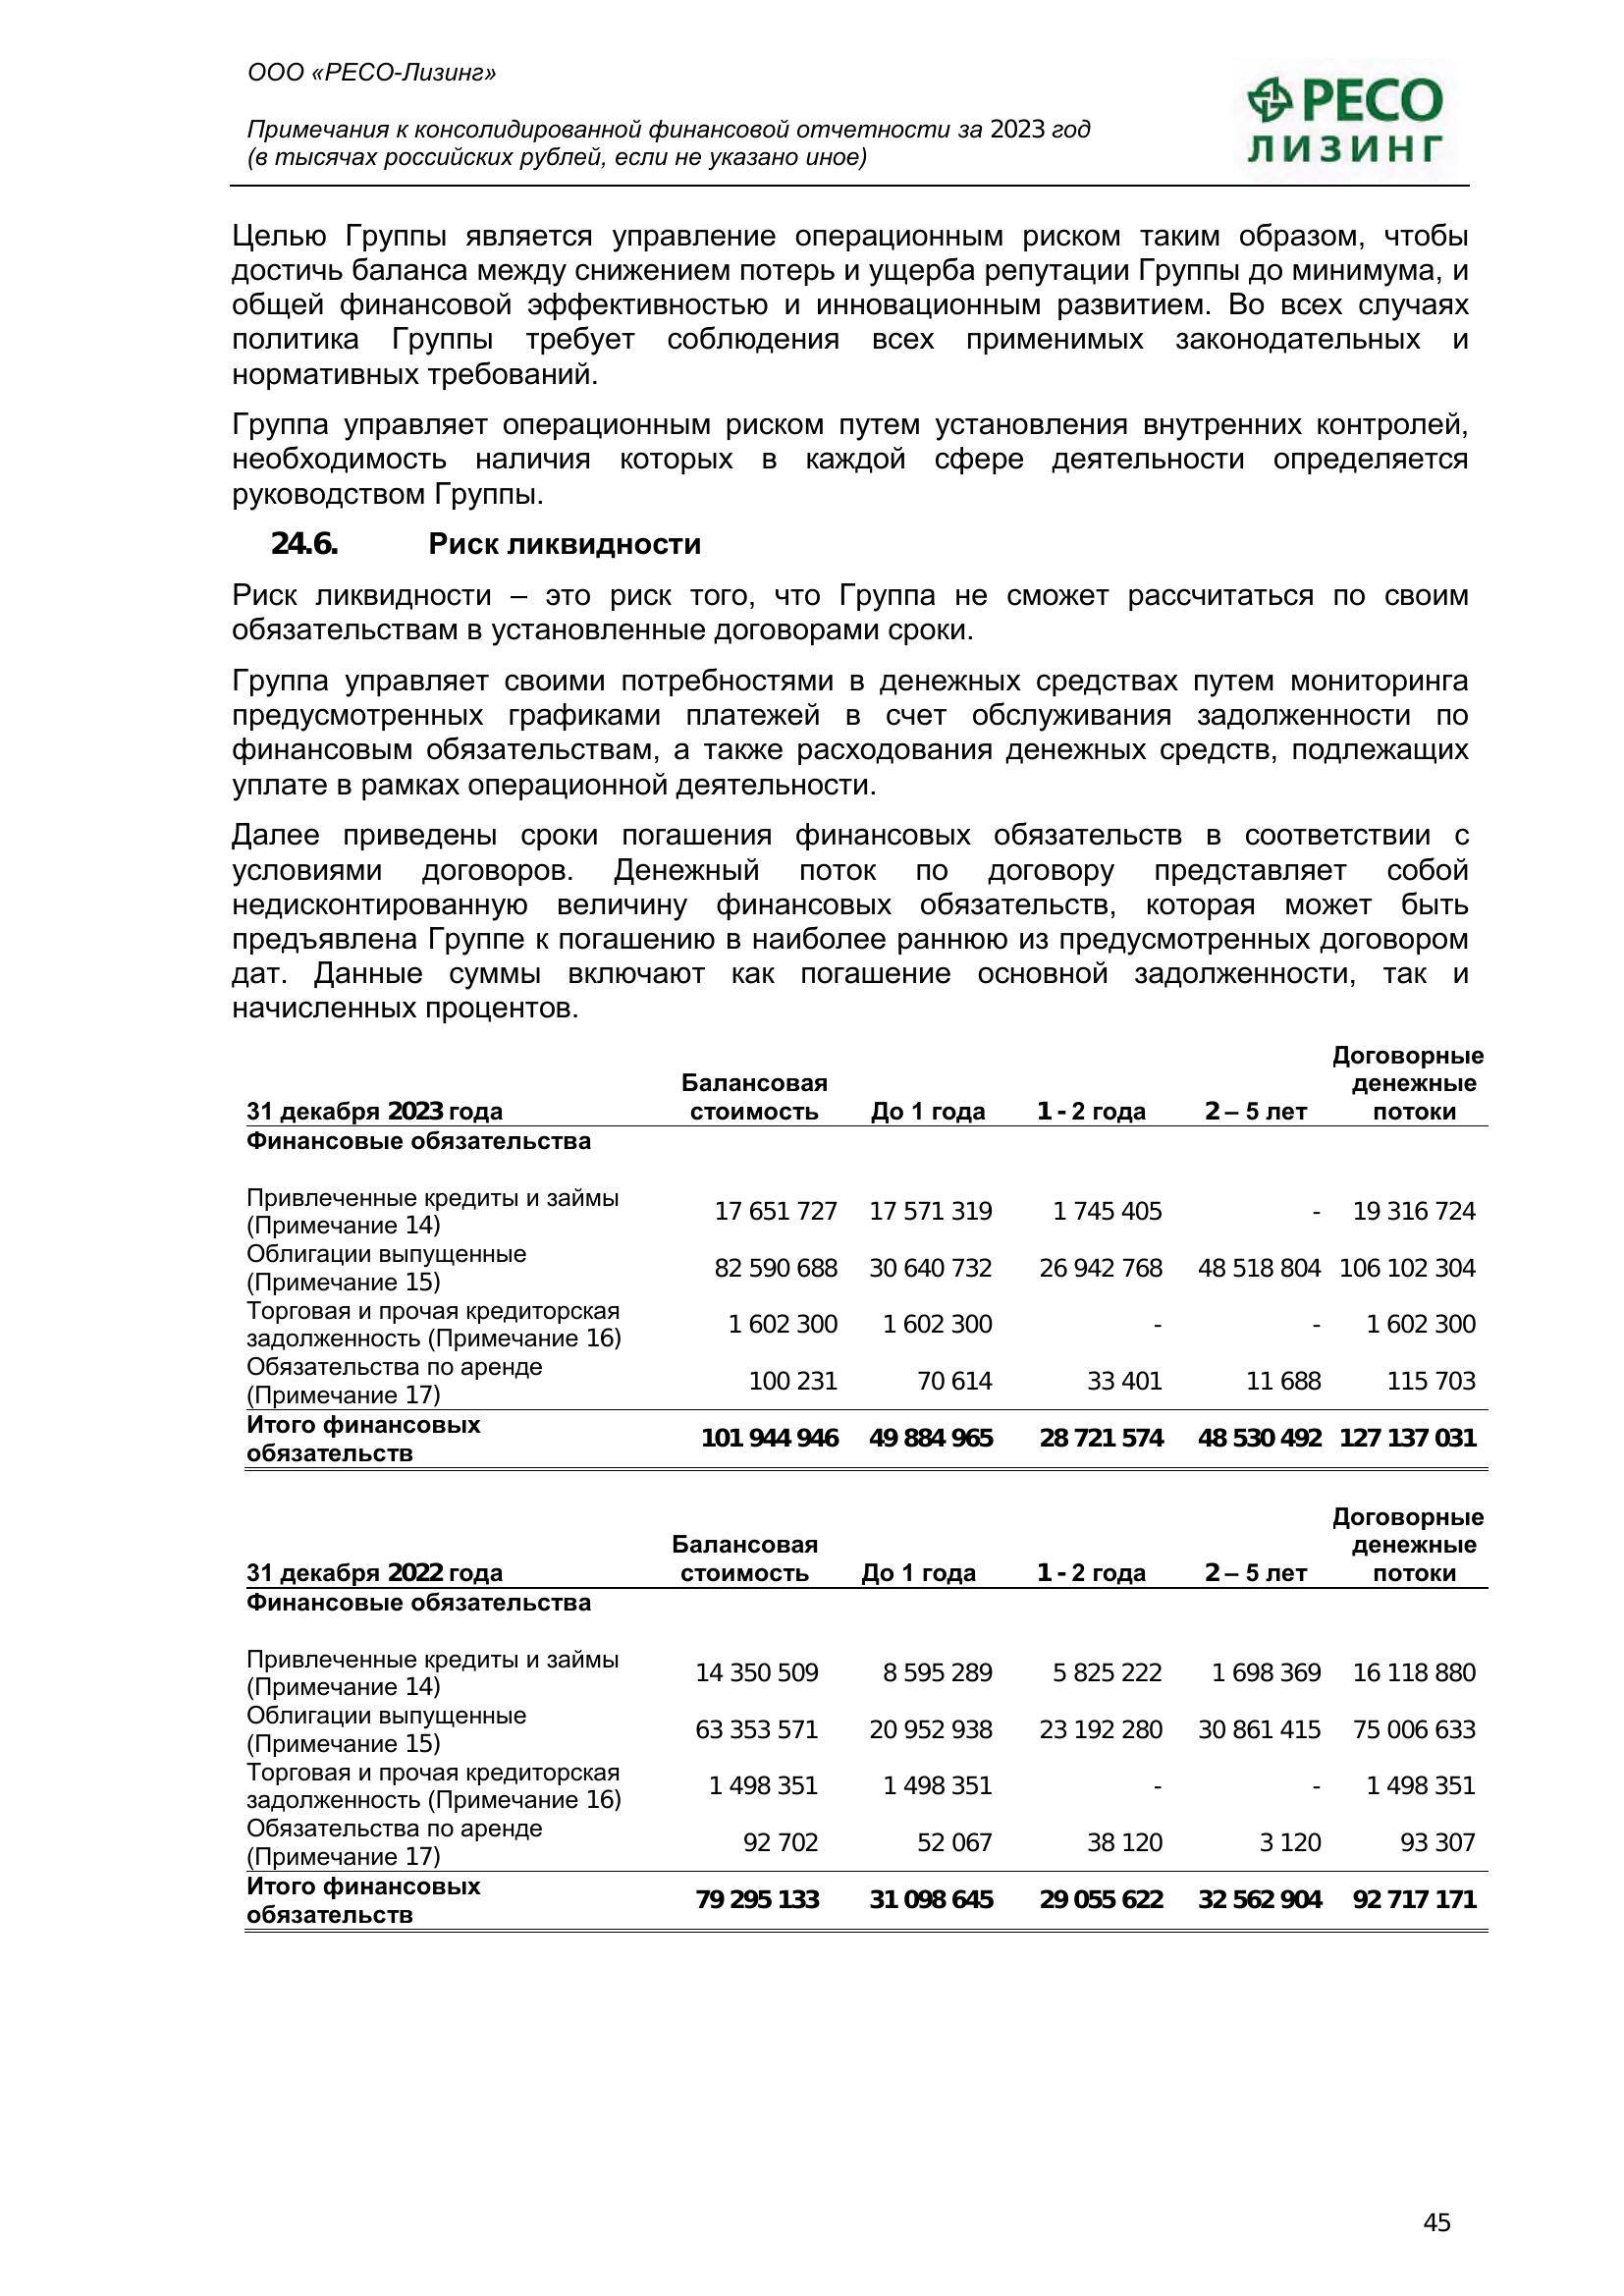 ООО «РЕСО-Лизинг»
Примечания к консолидированной финансовой отчетности за 2023 год
(в тысячах российских рублей, если не указано иное)
РЕСО
ЛИЗИНГ
Целью Группы является управление операционным риском таким образом, чтобы
достичь баланса между снижением потерь и ущерба репутации Группы до минимума, и
общей финансовой эффективностью и инновационным развитием. Во всех случаях
политика Группы требует соблюдения всех применимых законодательных и
нормативных требований.
Группа управляет операционным риском путем установления внутренних контролей,
необходимость наличия которых в каждой сфере деятельности определяется
руководством Группы.
24.6. Риск ликвидности
Риск ликвидности – это риск того, что Группа не сможет рассчитаться по своим
обязательствам в установленные договорами сроки.
Группа управляет своими потребностями в денежных средствах путем мониторинга
предусмотренных графиками платежей в счет обслуживания задолженности по
финансовым обязательствам, а также расходования денежных средств, подлежащих
уплате в рамках операционной деятельности.
Далее приведены сроки погашения финансовых обязательств в соответствии с
условиями договоров. Денежный поток по договору представляет собой
недисконтированную величину финансовых обязательств, которая может быть
предъявлена Группе к погашению в наиболее раннюю из предусмотренных договором
дат. Данные суммы включают как погашение основной задолженности, так и
начисленных процентов.
Договорные
Балансовая денежные
31 декабря 2023 года стоимость До 1 года 1 - 2 года 2 – 5 лет потоки
Финансовые обязательства
Привлеченные кредиты и займы
(Примечание 14) 17 651 727 17 571 319 1 745 405 - 19 316 724
Облигации выпущенные
(Примечание 15) 82 590 688 30 640 732 26 942 768 48 518 804 106 102 304
Торговая и прочая кредиторская
задолженность (Примечание 16) 1 602 300 1 602 300 - - 1 602 300
Обязательства по аренде
(Примечание 17) 100 231 70 614 33 401 11 688 115 703
Итого финансовых
обязательств 101 944 946 49 884 965 28 721 574 48 530 492 127 137 031
Договорные
Балансовая денежные
31 декабря 2022 года стоимость До 1 года 1 - 2 года 2 – 5 лет потоки
Финансовые обязательства
Привлеченные кредиты и займы
(Примечание 14) 14 350 509 8 595 289 5 825 222 1 698 369 16 118 880
Облигации выпущенные
(Примечание 15) 63 353 571 20 952 938 23 192 280 30 861 415 75 006 633
Торговая и прочая кредиторская
задолженность (Примечание 16) 1 498 351 1 498 351 - - 1 498 351
Обязательства по аренде
(Примечание 17) 92 702 52 067 38 120 3 120 93 307
Итого финансовых
обязательств 79 295 133 31 098 645 29 055 622 32 562 904 92 717 171
45